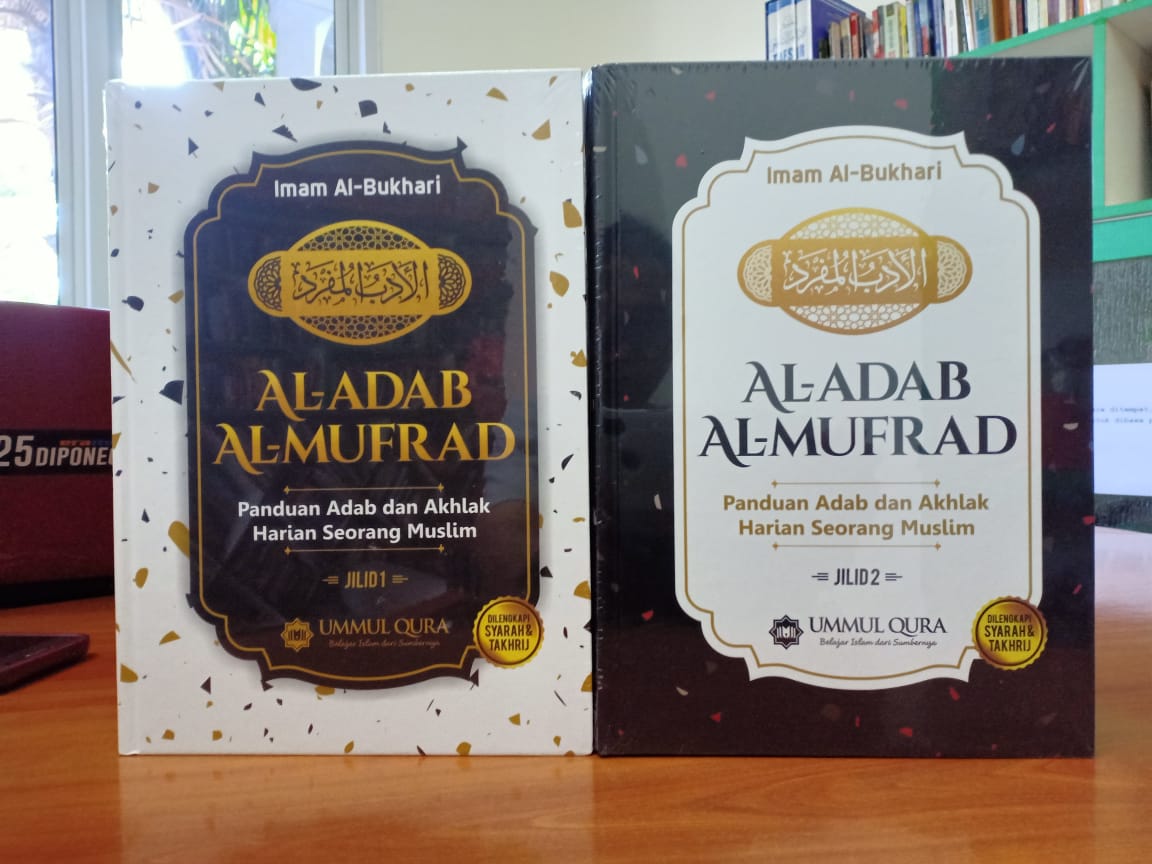 Imam Al-Bukhari
الأدب المفرد
AL-ADAB
AL-MUFRAD
Panduan Adab dan Akhlak
Harian Seorang Muslim
JILID 1
UMMUL QURA
Belajar Islam dari Sumbernya
DILENGKAPI
SYARAH &
TAKHRIJ
Imam Al-Bukhari
الأدب المفرد
AL-ADAB
AL-MUFRAD
Panduan Adab dan Akhlak
Harian Seorang Muslim
JILID 2
UMMUL QURA
Belajar Islam dari Sumbernya
DILENGKAPI
SYARAH &
TAKHRIJ
25 DIPONE